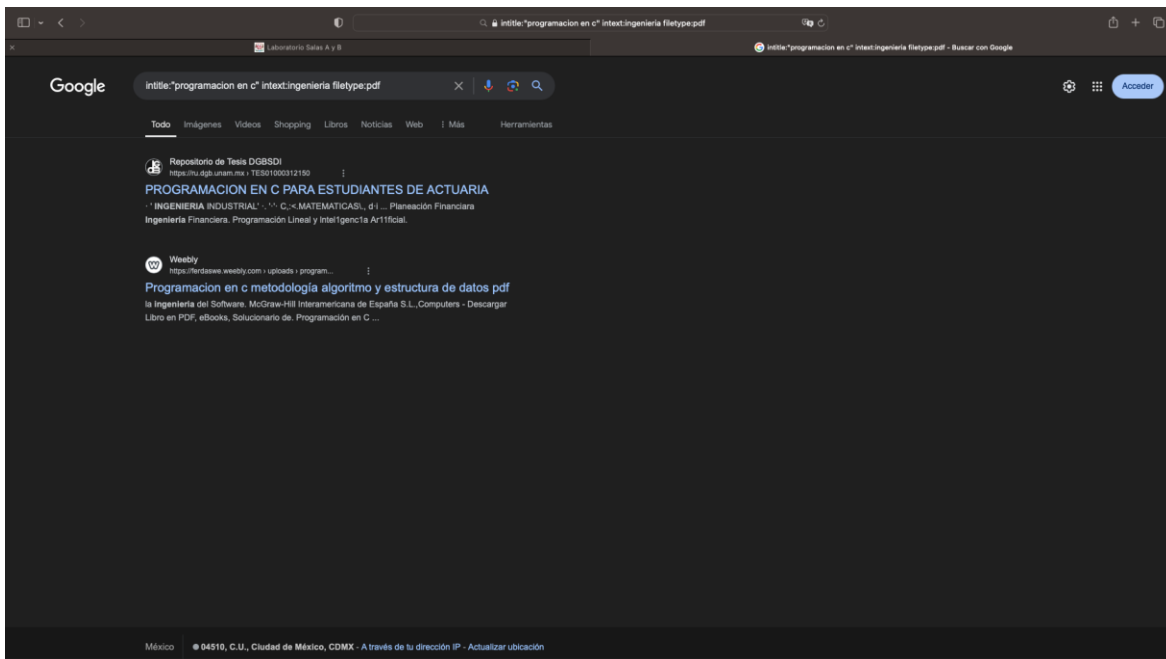 intitle:"programacion en c" intext:ingenieria filetype:pdf
Laboratorio Salas A y B
intitle:"programacion en c" intext:ingenieria filetype:pdf - Buscar con Google
Google
intitle:"programacion en c" intext:ingenieria filetype:pdf
Acceder
Todo Imágenes Videos Shopping Libros Noticias Web Más Herramientas
Repositorio de Tesis DGBSDI
https://ru.dgb.unam.mx › TES01000312150
PROGRAMACION EN C PARA ESTUDIANTES DE ACTUARIA
INGENIERIA INDUSTRIAL' C,:<.MATEMATICAS\., d·i ... Planeación Financiara
Ingeniería Financiera. Programación Lineal y Intel1genc1a Ar11ficial.
Weebly
https://ferdaswe.weebly.com › uploads › program...
Programacion en c metodología algoritmo y estructura de datos pdf
la Ingeniería del Software. McGraw-Hill Interamericana de España S.L.,Computers - Descargar
Libro en PDF, eBooks, Solucionario de. Programación en C ...
México 04510, C.U., Ciudad de México, CDMX - A través de tu dirección IP - Actualizar ubicación